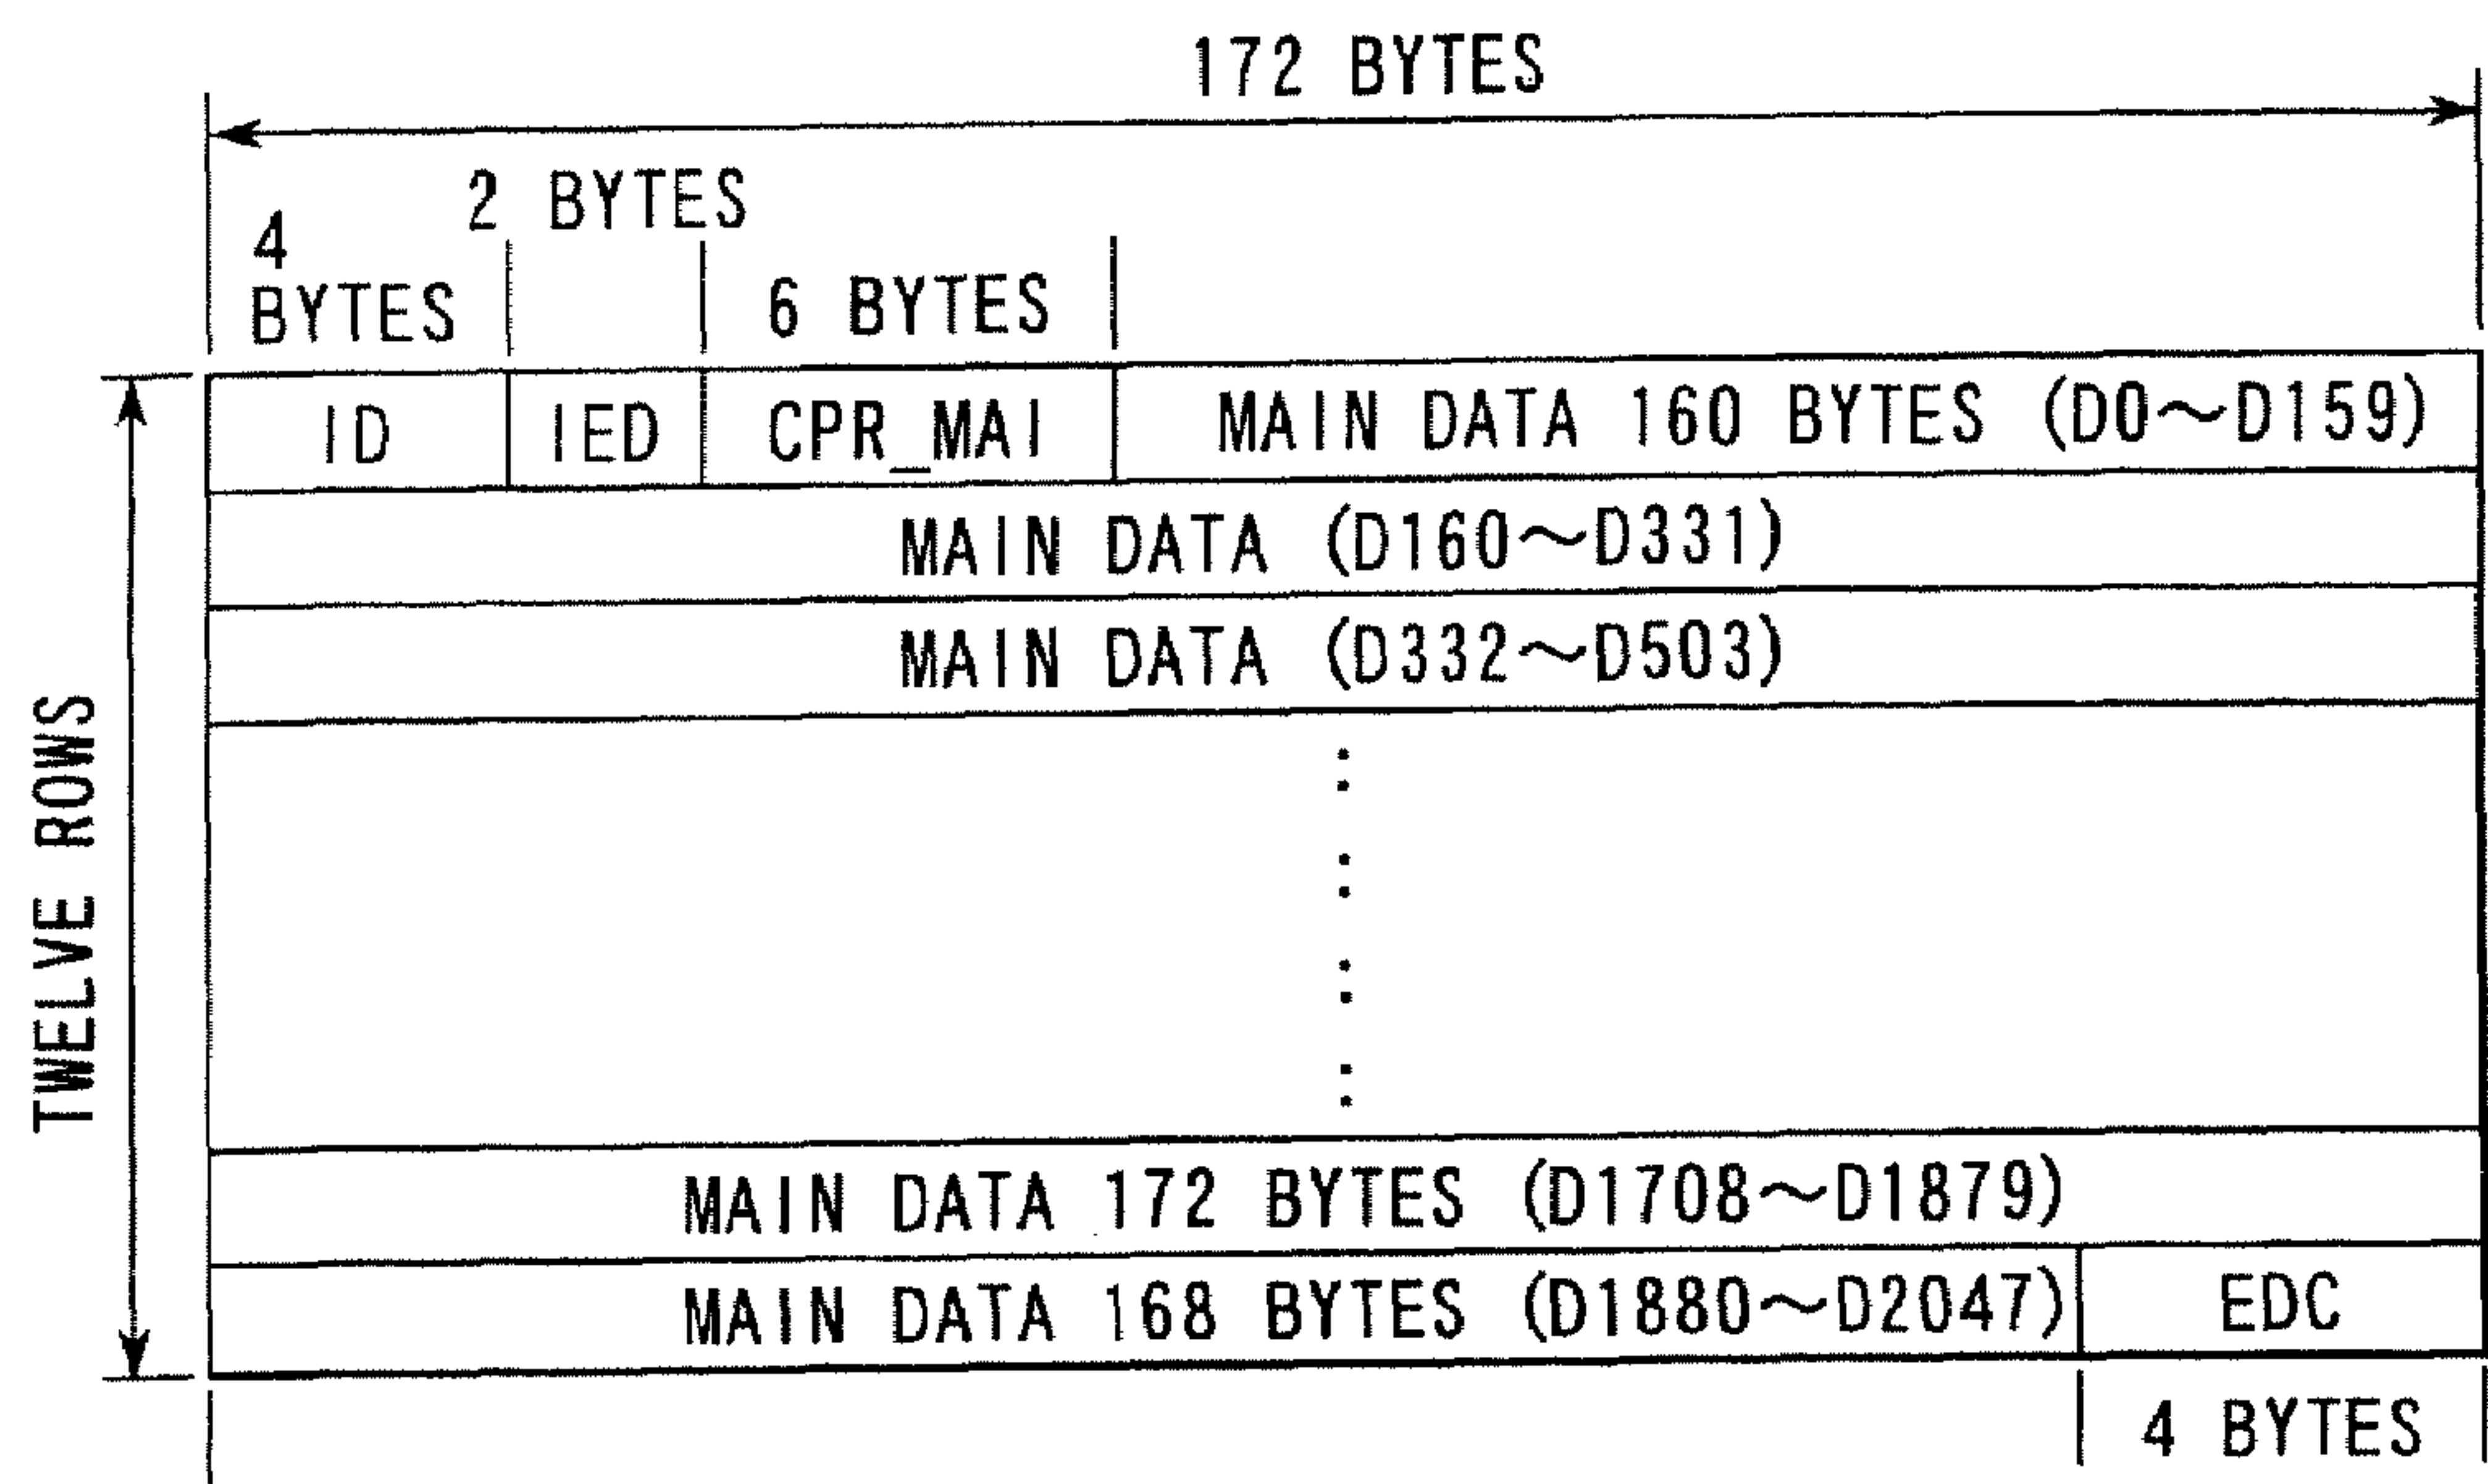 172 BYTES
2 BYTES
4
BYTES
6 BYTES
ID IED CPR_MAI MAIN DATA 160 BYTES (D0〜D159)
MAIN DATA (D160〜D331)
MAIN DATA (D332〜D503)
TWELVE ROWS
MAIN DATA 172 BYTES (D1708〜D1879)
MAIN DATA 168 BYTES (D1880〜D2047) EDC
4 BYTES